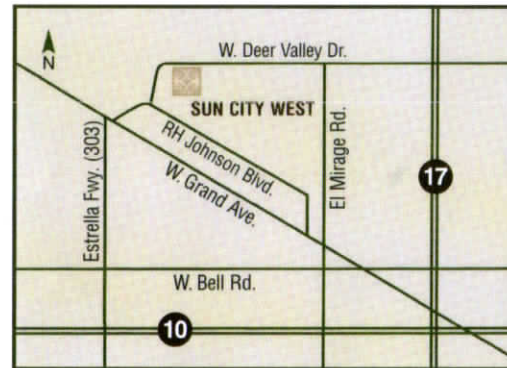 W. Deer Valley Dr.
N
SUN CITY WEST
RH Johnson Blvd.
W. Grand Ave.
Estrella Fwy. (303)
El Mirage Rd.
17
W. Bell Rd.
10